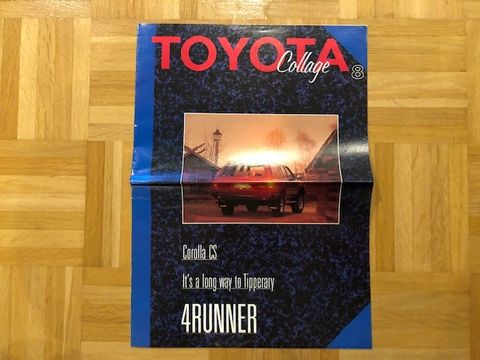 TOYOTA
Collage
8
Corolla CS
It's a long way to Tipperary
4RUNNER